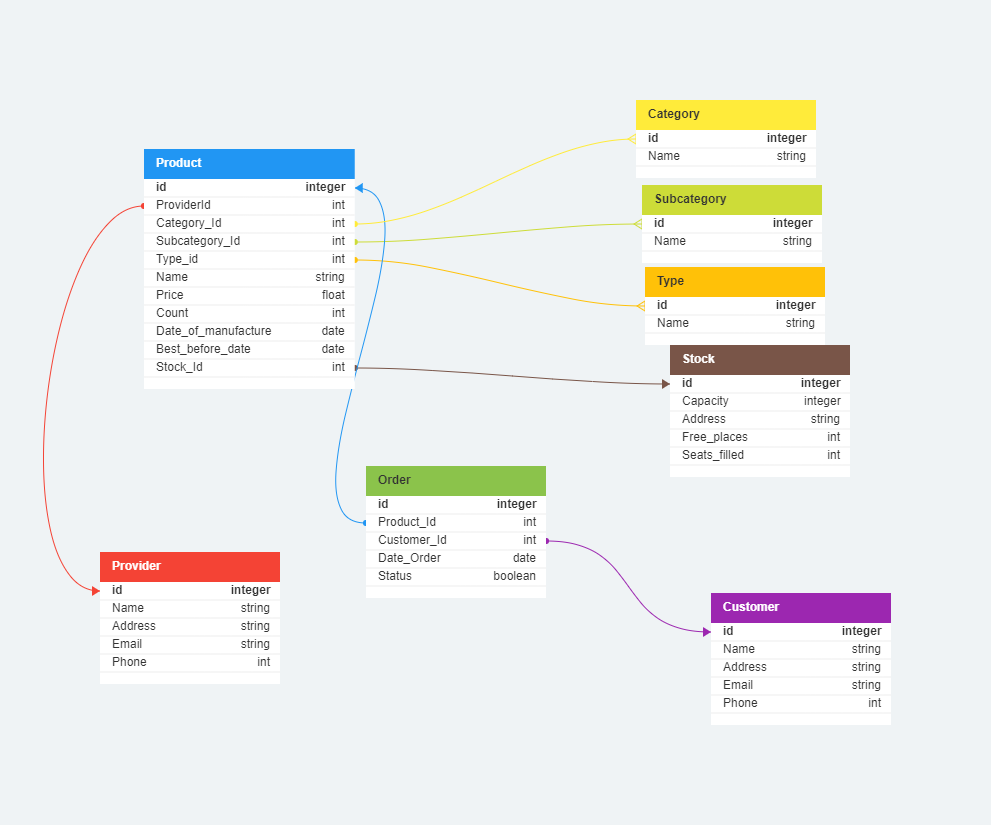 Product
id integer
ProviderId int
Category_Id int
Subcategory_Id int
Type_id int
Name string
Price float
Count int
Date_of_manufacture date
Best_before_date date
Stock_Id int
Category
id integer
Name string
Subcategory
id integer
Name string
Type
id integer
Name string
Stock
id integer
Capacity integer
Address string
Free_places int
Seats_filled int
Order
id integer
Product_Id int
Customer_Id int
Date_Order date
Status boolean
Provider
id integer
Name string
Address string
Email string
Phone int
Customer
id integer
Name string
Address string
Email string
Phone int